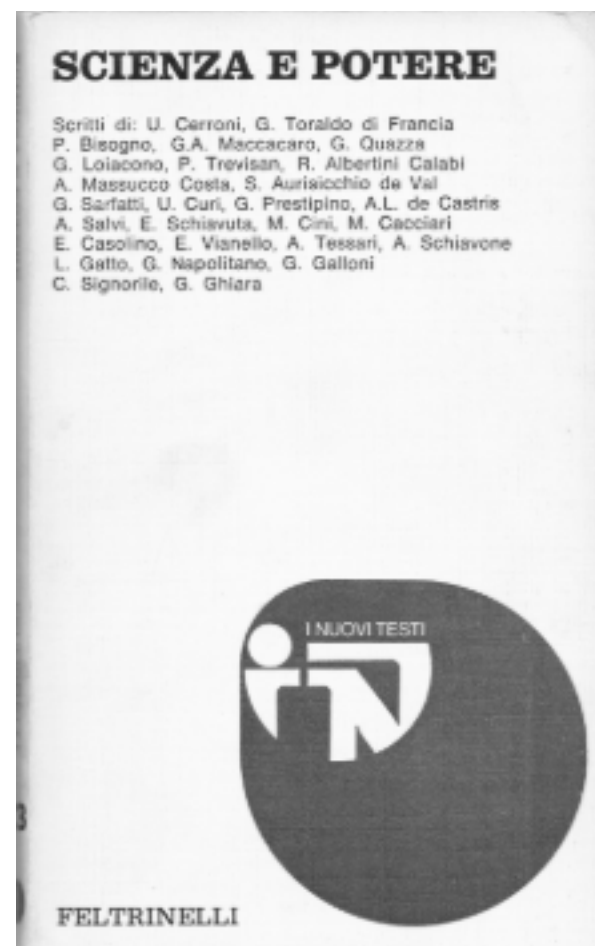 SCIENZA E POTERE
Scritti di: U. Cerroni, G. Toraldo di Francia
P. Bisogno, G.A. Maccacaro, G. Quazza
G. Loiacono, P. Trevisan, R. Albertini Calabi
A. Massucco Costa, S. Aurisicchio de Val
G. Sarfatti, U. Curi, G. Prestipino, A.L. de Castris
A. Salvi, E. Schiavuta, M. Cini, M. Cacciari
E. Casolino, E. Vianello, A. Tessari, A. Schiavone
L. Gatto, G. Napolitano, G. Galloni
C. Signorile, G. Ghiara
I NUOVI TESTI
FELTRINELLI